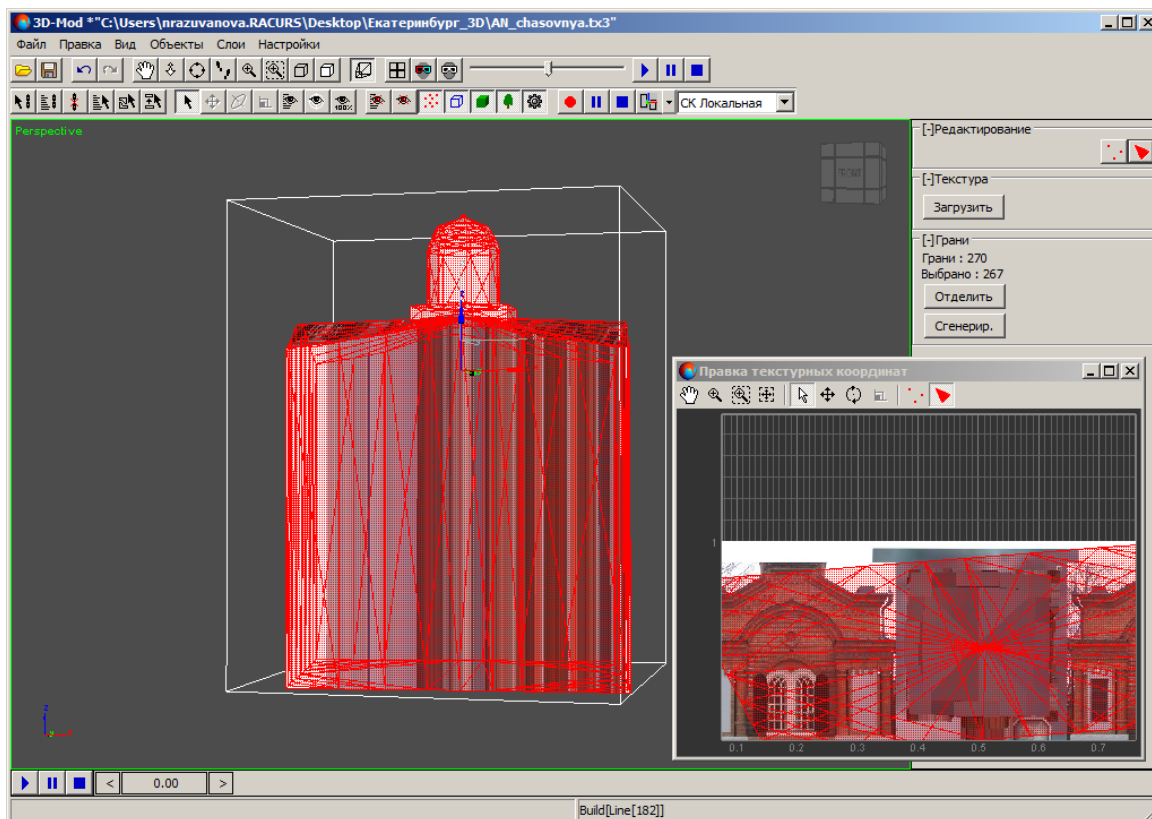 3D-Mod *"C:\Users\nrazuvanova.RACURS\Desktop\Екатеринбург_3D\AN_chasovnya.tx3"
Файл Правка Вид Объекты Слои Настройки
100%
СК Локальная
Perspective
FRONT
[-]Редактирование
[-]Текстура
Загрузить
[-]Грани
Грани : 270
Выбрано : 267
Отделить
Сгенерир.
Правка текстурных координат
1
0.1 0.2 0.3 0.4 0.5 0.6 0.7
z
x
y
< 0.00 >
Build[Line[182]]